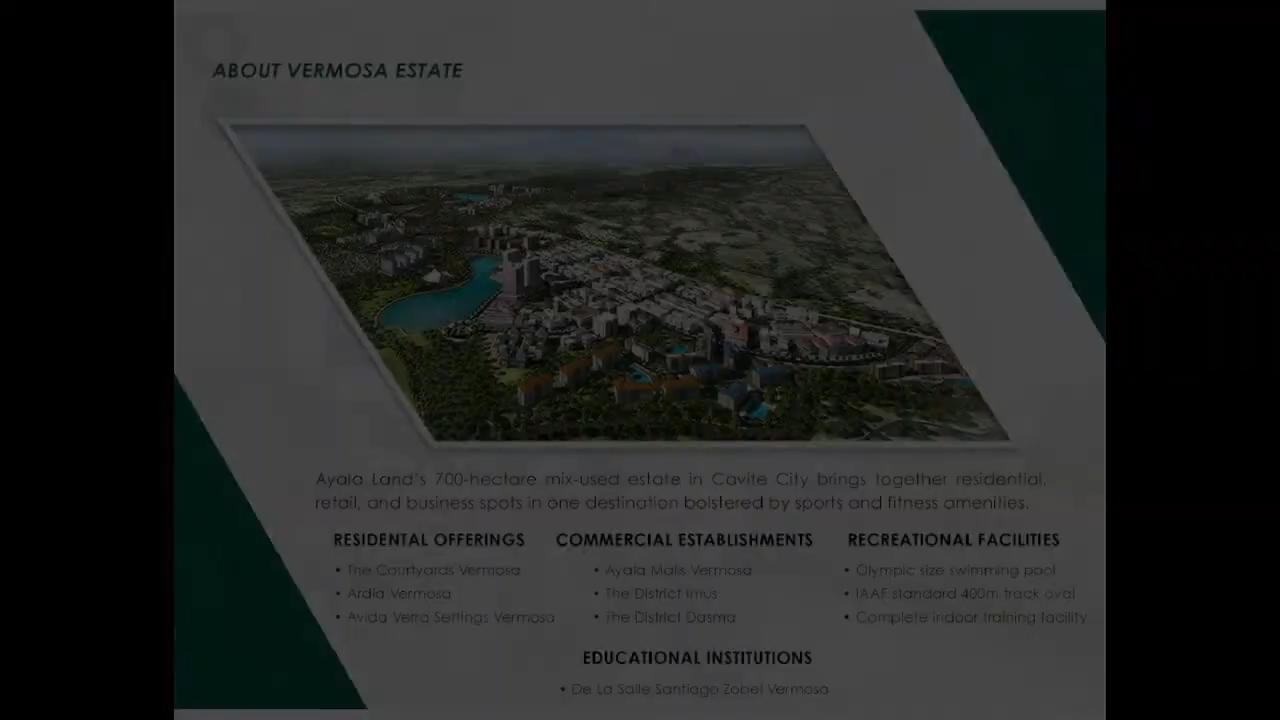 ABOUT VERMOSA ESTATE
Ayala Land's 700-hectare mix-used estate in Cavite City brings together residential,
retail, and business spots in one destination bolstered by sports and fitness amenities.
RESIDENTAL OFFERINGS
• The Courtyards Vermosa
• Ardia Vermosa
• Avida Verra Settings Vermosa
COMMERCIAL ESTABLISHMENTS
• Ayala Malls Vermosa
• The District Imus
• The District Dasma
RECREATIONAL FACILITIES
• Olympic size swimming pool
• IAAF standard 400m track oval
• Complete indoor training facility
EDUCATIONAL INSTITUTIONS
• De La Salle Santiago Zobel Vermosa